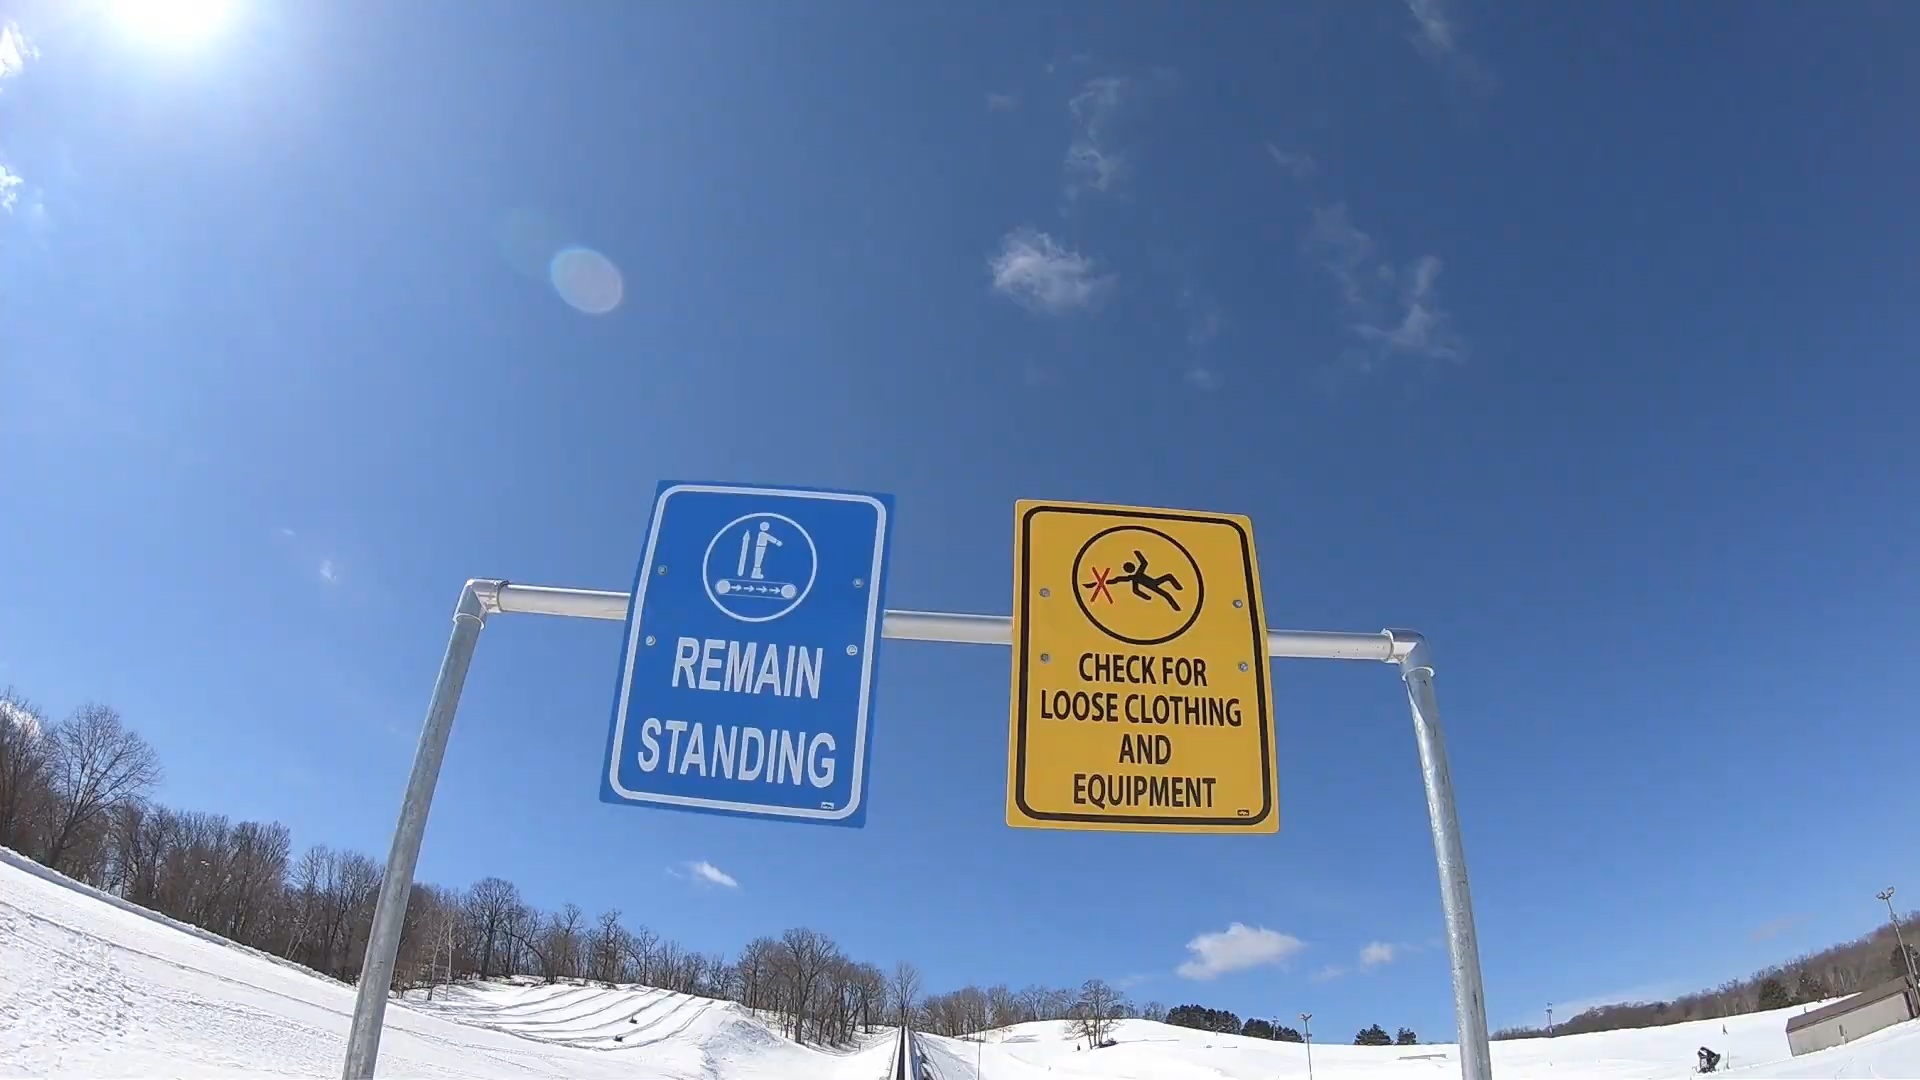 REMAIN
STANDING
CHECK FOR
LOOSE CLOTHING
AND
EQUIPMENT